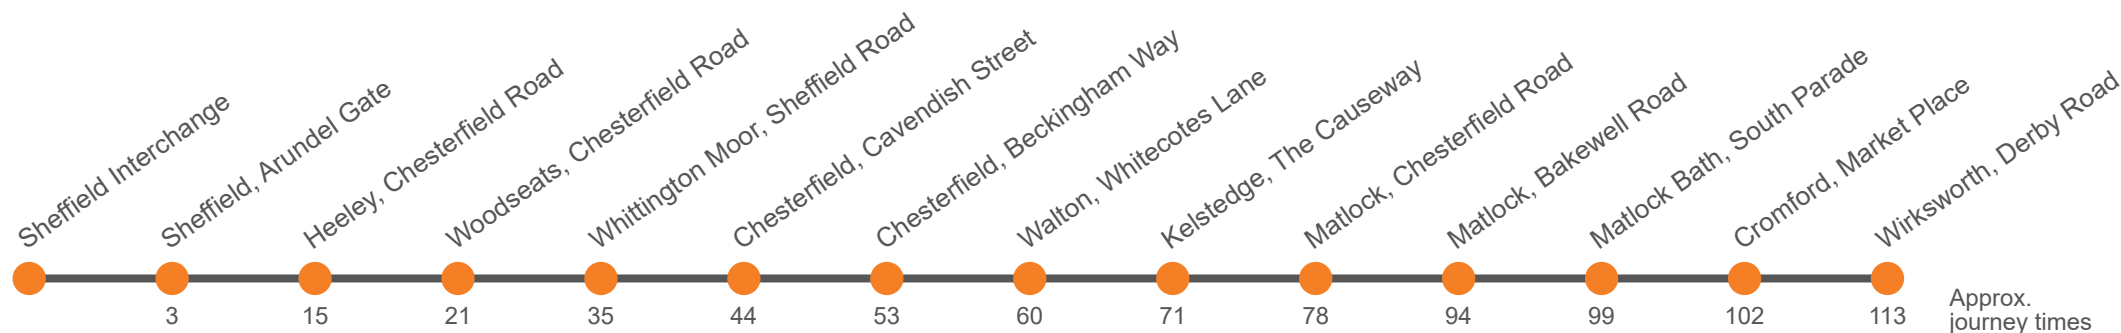 Sheffield Interchange
Sheffield, Arundel Gate
Heeley, Chesterfield Road
Woodseats, Chesterfield Road
Whittington Moor, Sheffield Road
Chesterfield, Cavendish Street
Chesterfield, Beckingham Way
Walton, Whitecotes Lane
Kelstedge, The Causeway
Matlock, Chesterfield Road
Matlock, Bakewell Road
Matlock Bath, South Parade
Cromford, Market Place
Wirksworth, Derby Road
3 15 21 35 44 53 60 71 78 94 99 102 113
Approx.
journey times